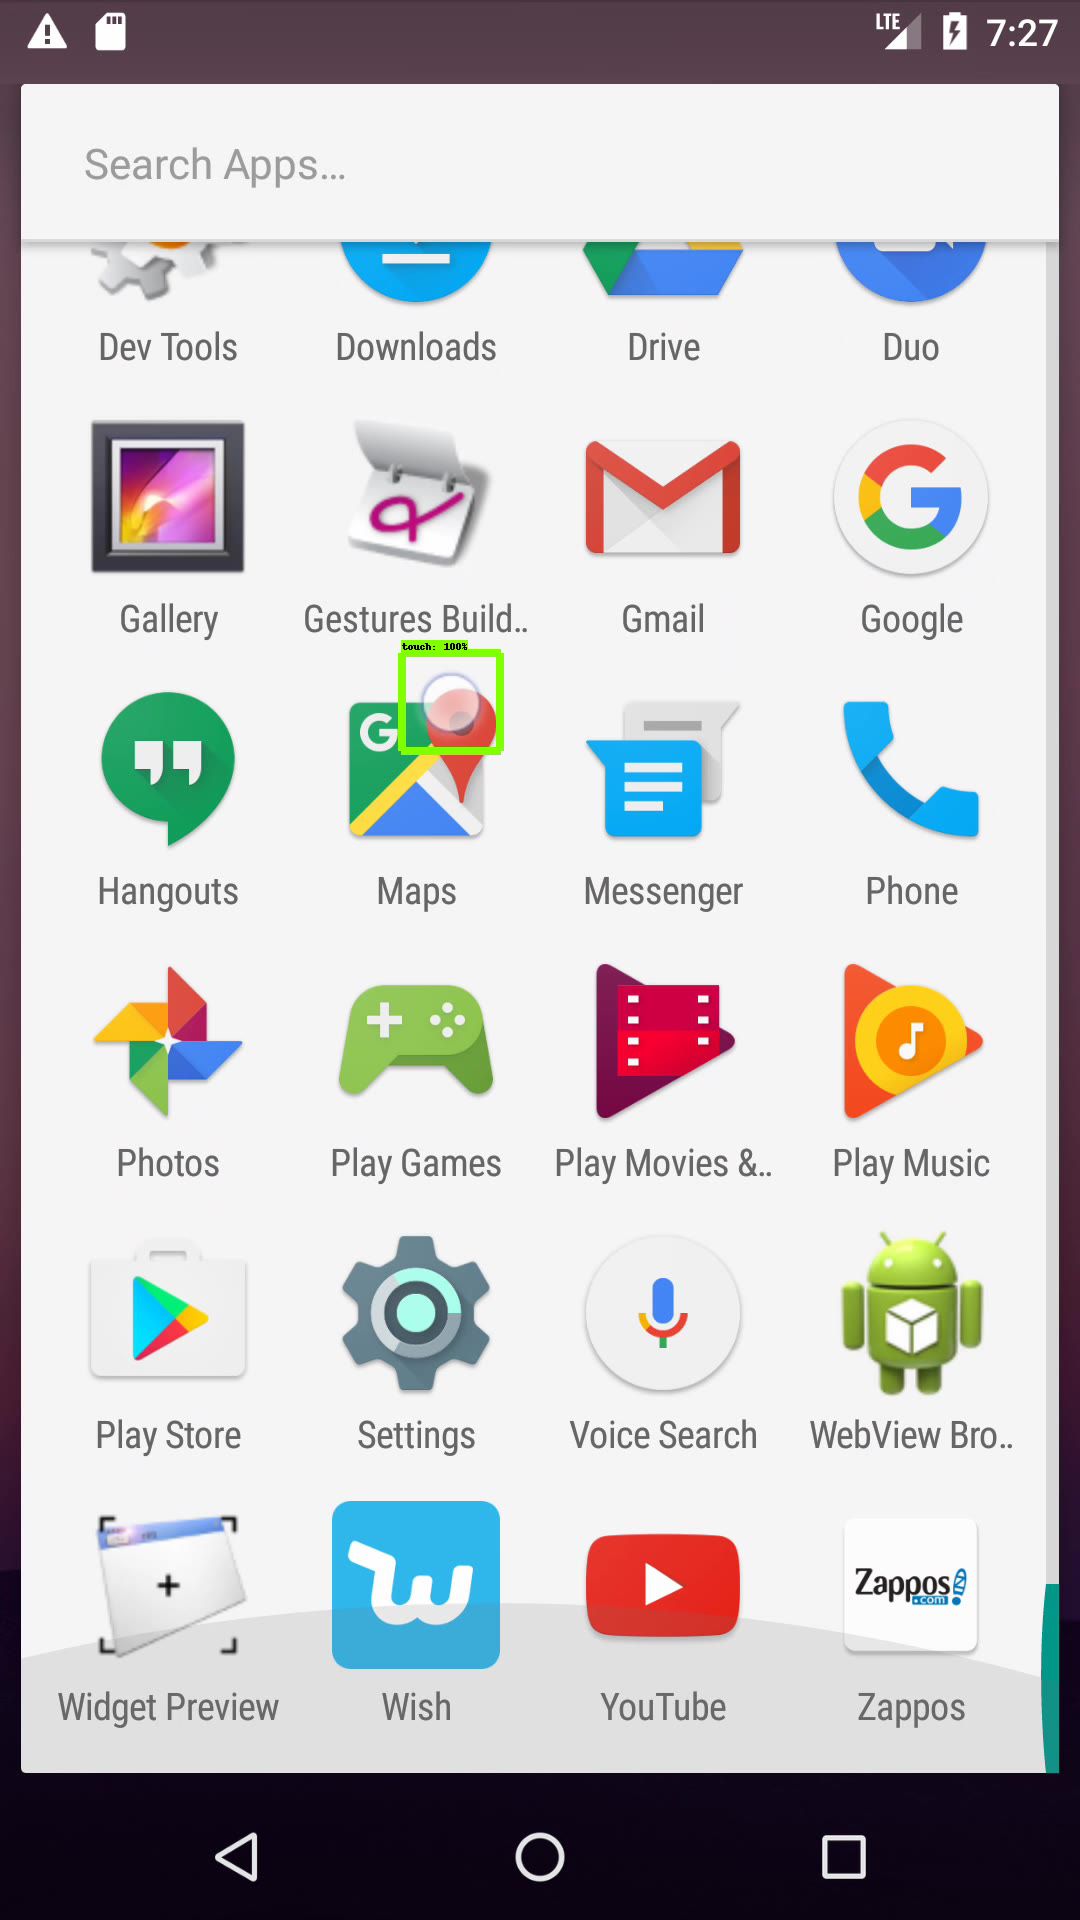 LTE 7:27
Search Apps...
Dev Tools Downloads Drive Duo
Gallery Gestures Build.. Gmail Google
touch: 100%
Hangouts Maps Messenger Phone
Photos Play Games Play Movies &.. Play Music
Play Store Settings Voice Search WebView Bro..
Zappos
.com
Widget Preview Wish YouTube Zappos